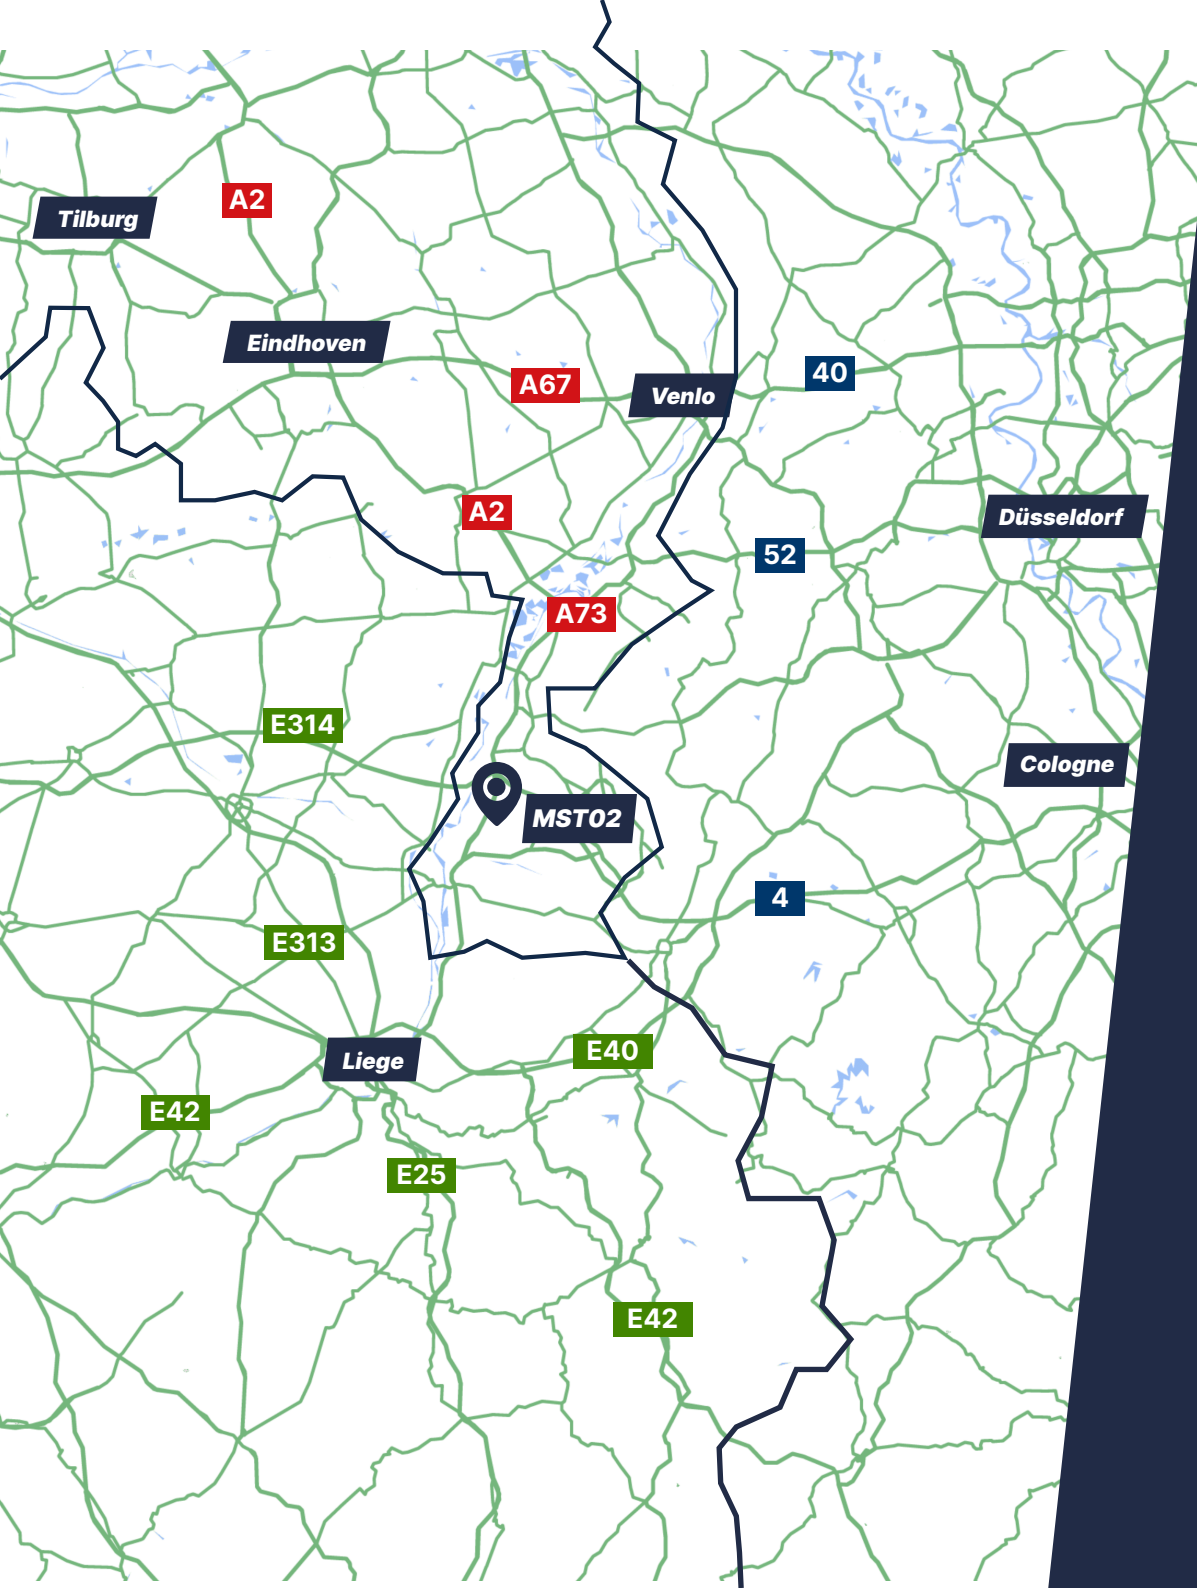 A2
Tilburg
Eindhoven
A67
Venlo
40
A2
Düsseldorf
52
A73
E314
Cologne
MST02
4
E313
E40
Liege
E42
E25
E42